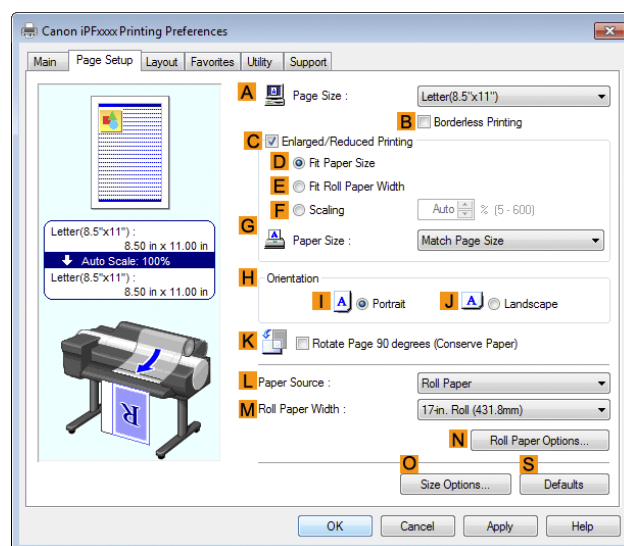 Canon iPFxxxx Printing Preferences
Main Page Setup Layout Favorites Utility Support
A Page Size : Letter(8.5"x11")
B Borderless Printing
C Enlarged/Reduced Printing
D Fit Paper Size
E Fit Roll Paper Width
F Scaling Auto % (5 - 600)
G Paper Size : Match Page Size
Letter(8.5"x11") :
8.50 in x 11.00 in
Auto Scale: 100%
Letter(8.5"x11") :
8.50 in x 11.00 in
H Orientation
I A Portrait J A Landscape
K Rotate Page 90 degrees (Conserve Paper)
L Paper Source : Roll Paper
M Roll Paper Width : 17-in. Roll (431.8mm)
R
N Roll Paper Options...
O S
Size Options... Defaults
OK Cancel Apply Help